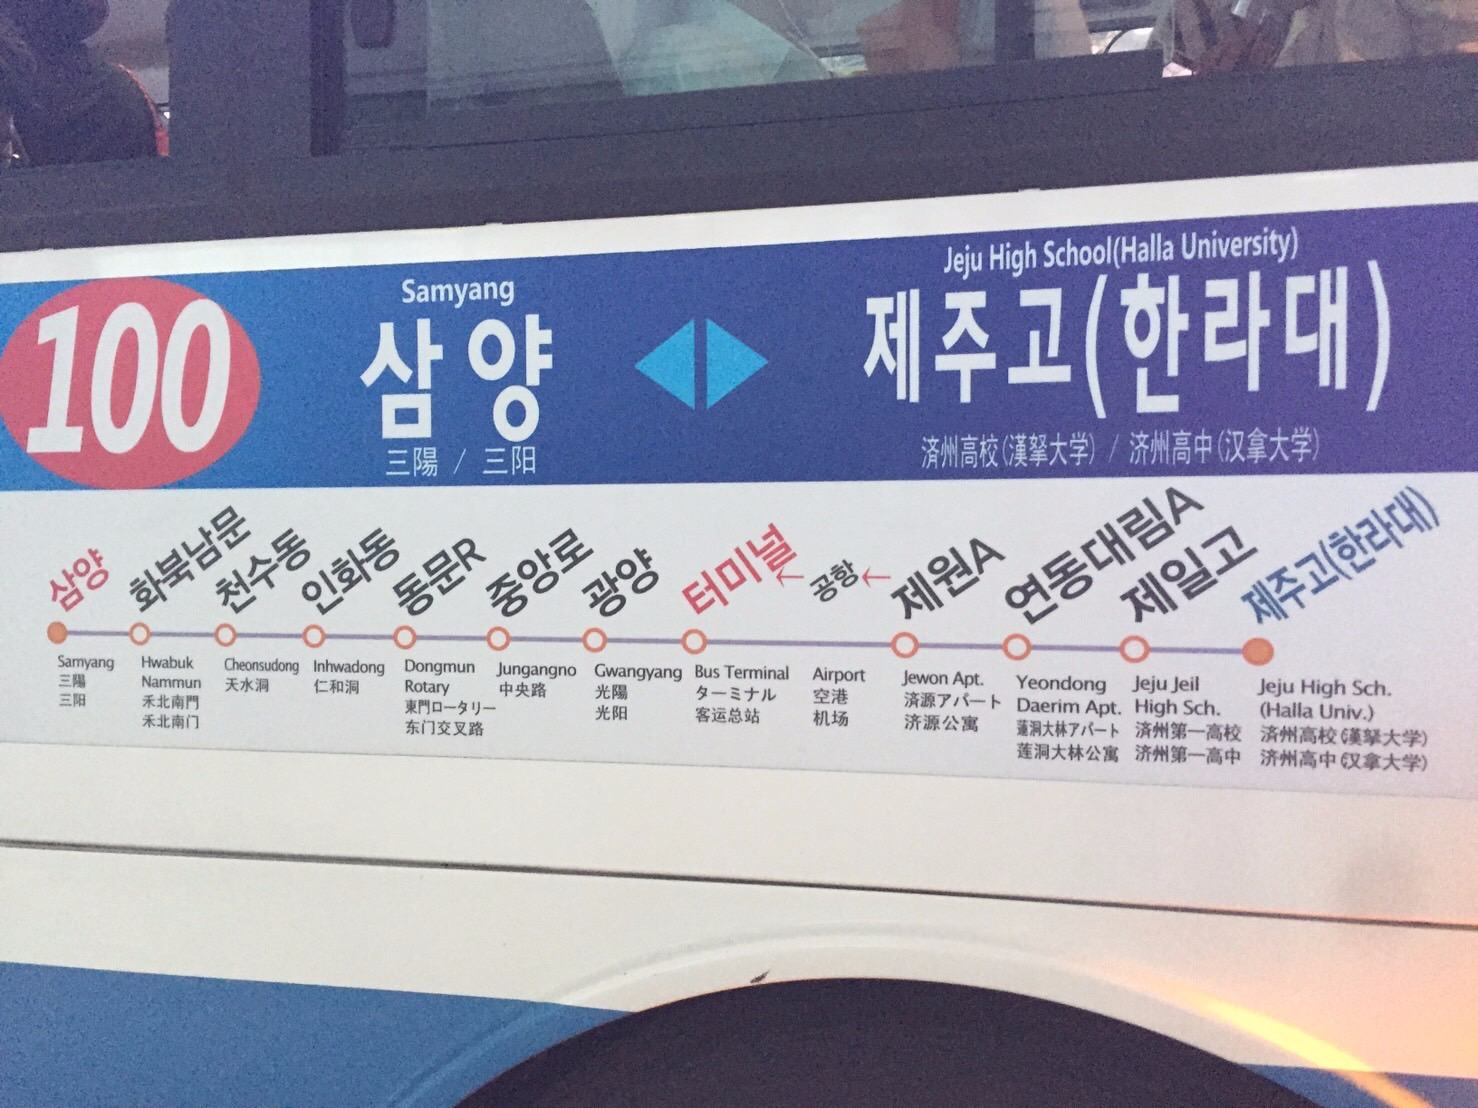 100
Samyang
삼양
三陽 / 三阳
Jeju High School(Halla University)
제주고(한라대)
済州高校(漢拏大学) / 济州高中(汉拿大学)
삼양
화북남문
천수동
인화동
동문R
중앙로
광양
터미널
←
공항
←
제원A
연동대림A
제일고
제주고(한라대)
Samyang
三陽
三阳
Hwabuk
Nammun
禾北南門
禾北南门
Cheonsudong
天水洞
Inhwadong
仁和洞
Dongmun
Rotary
東門ロータリー
东门交叉路
Jungangno
中央路
Gwangyang
光陽
光阳
Bus Terminal
ターミナル
客运总站
Airport
空港
机场
Jewon Apt.
済源アパート
济源公寓
Yeondong
Daerim Apt.
蓮洞大林アパート
莲洞大林公寓
Jeju Jeil
High Sch.
済州第一高校
济州第一高中
Jeju High Sch.
(Halla Univ.)
済州高校(漢拏大学)
济州高中(汉拿大学)